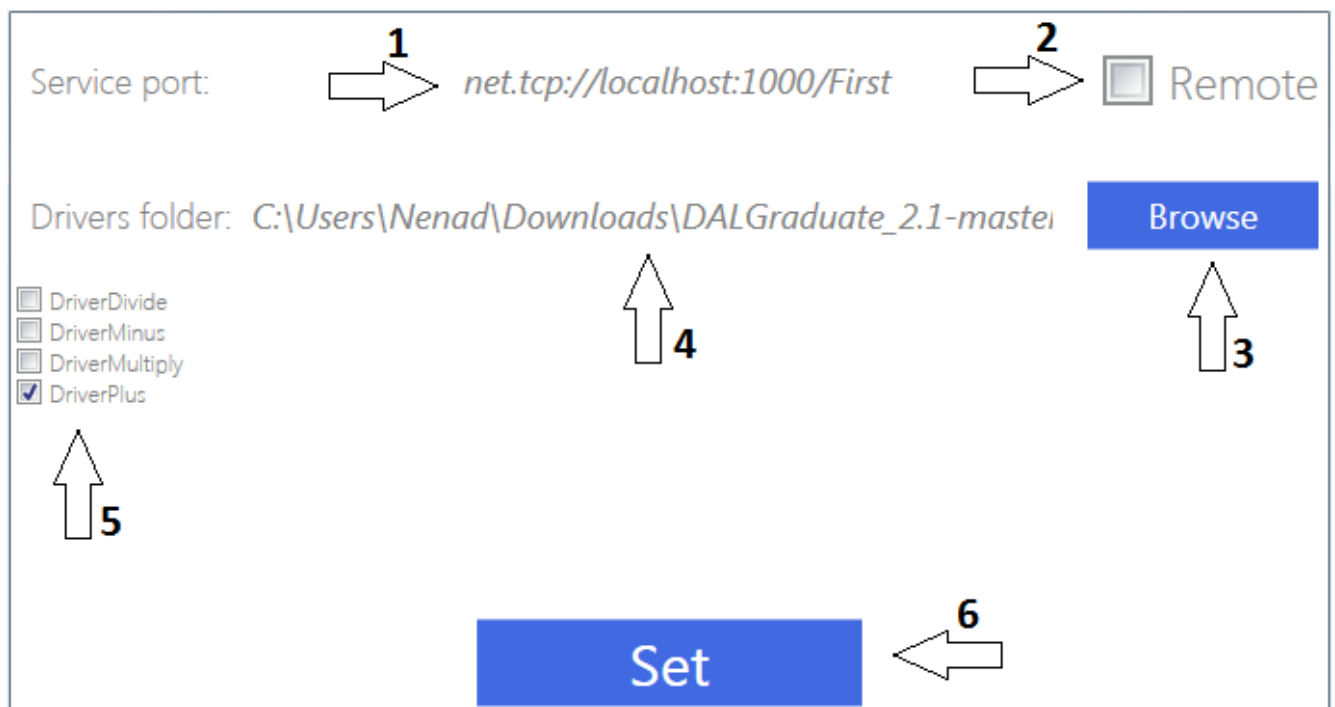 1
2
Service port: net.tcp://localhost:1000/First Remote
Drivers folder: C:\Users\Nenad\Downloads\DALGraduate_2.1-master Browse
DriverDivide
DriverMinus
DriverMultiply
DriverPlus
4
3
5
6
Set